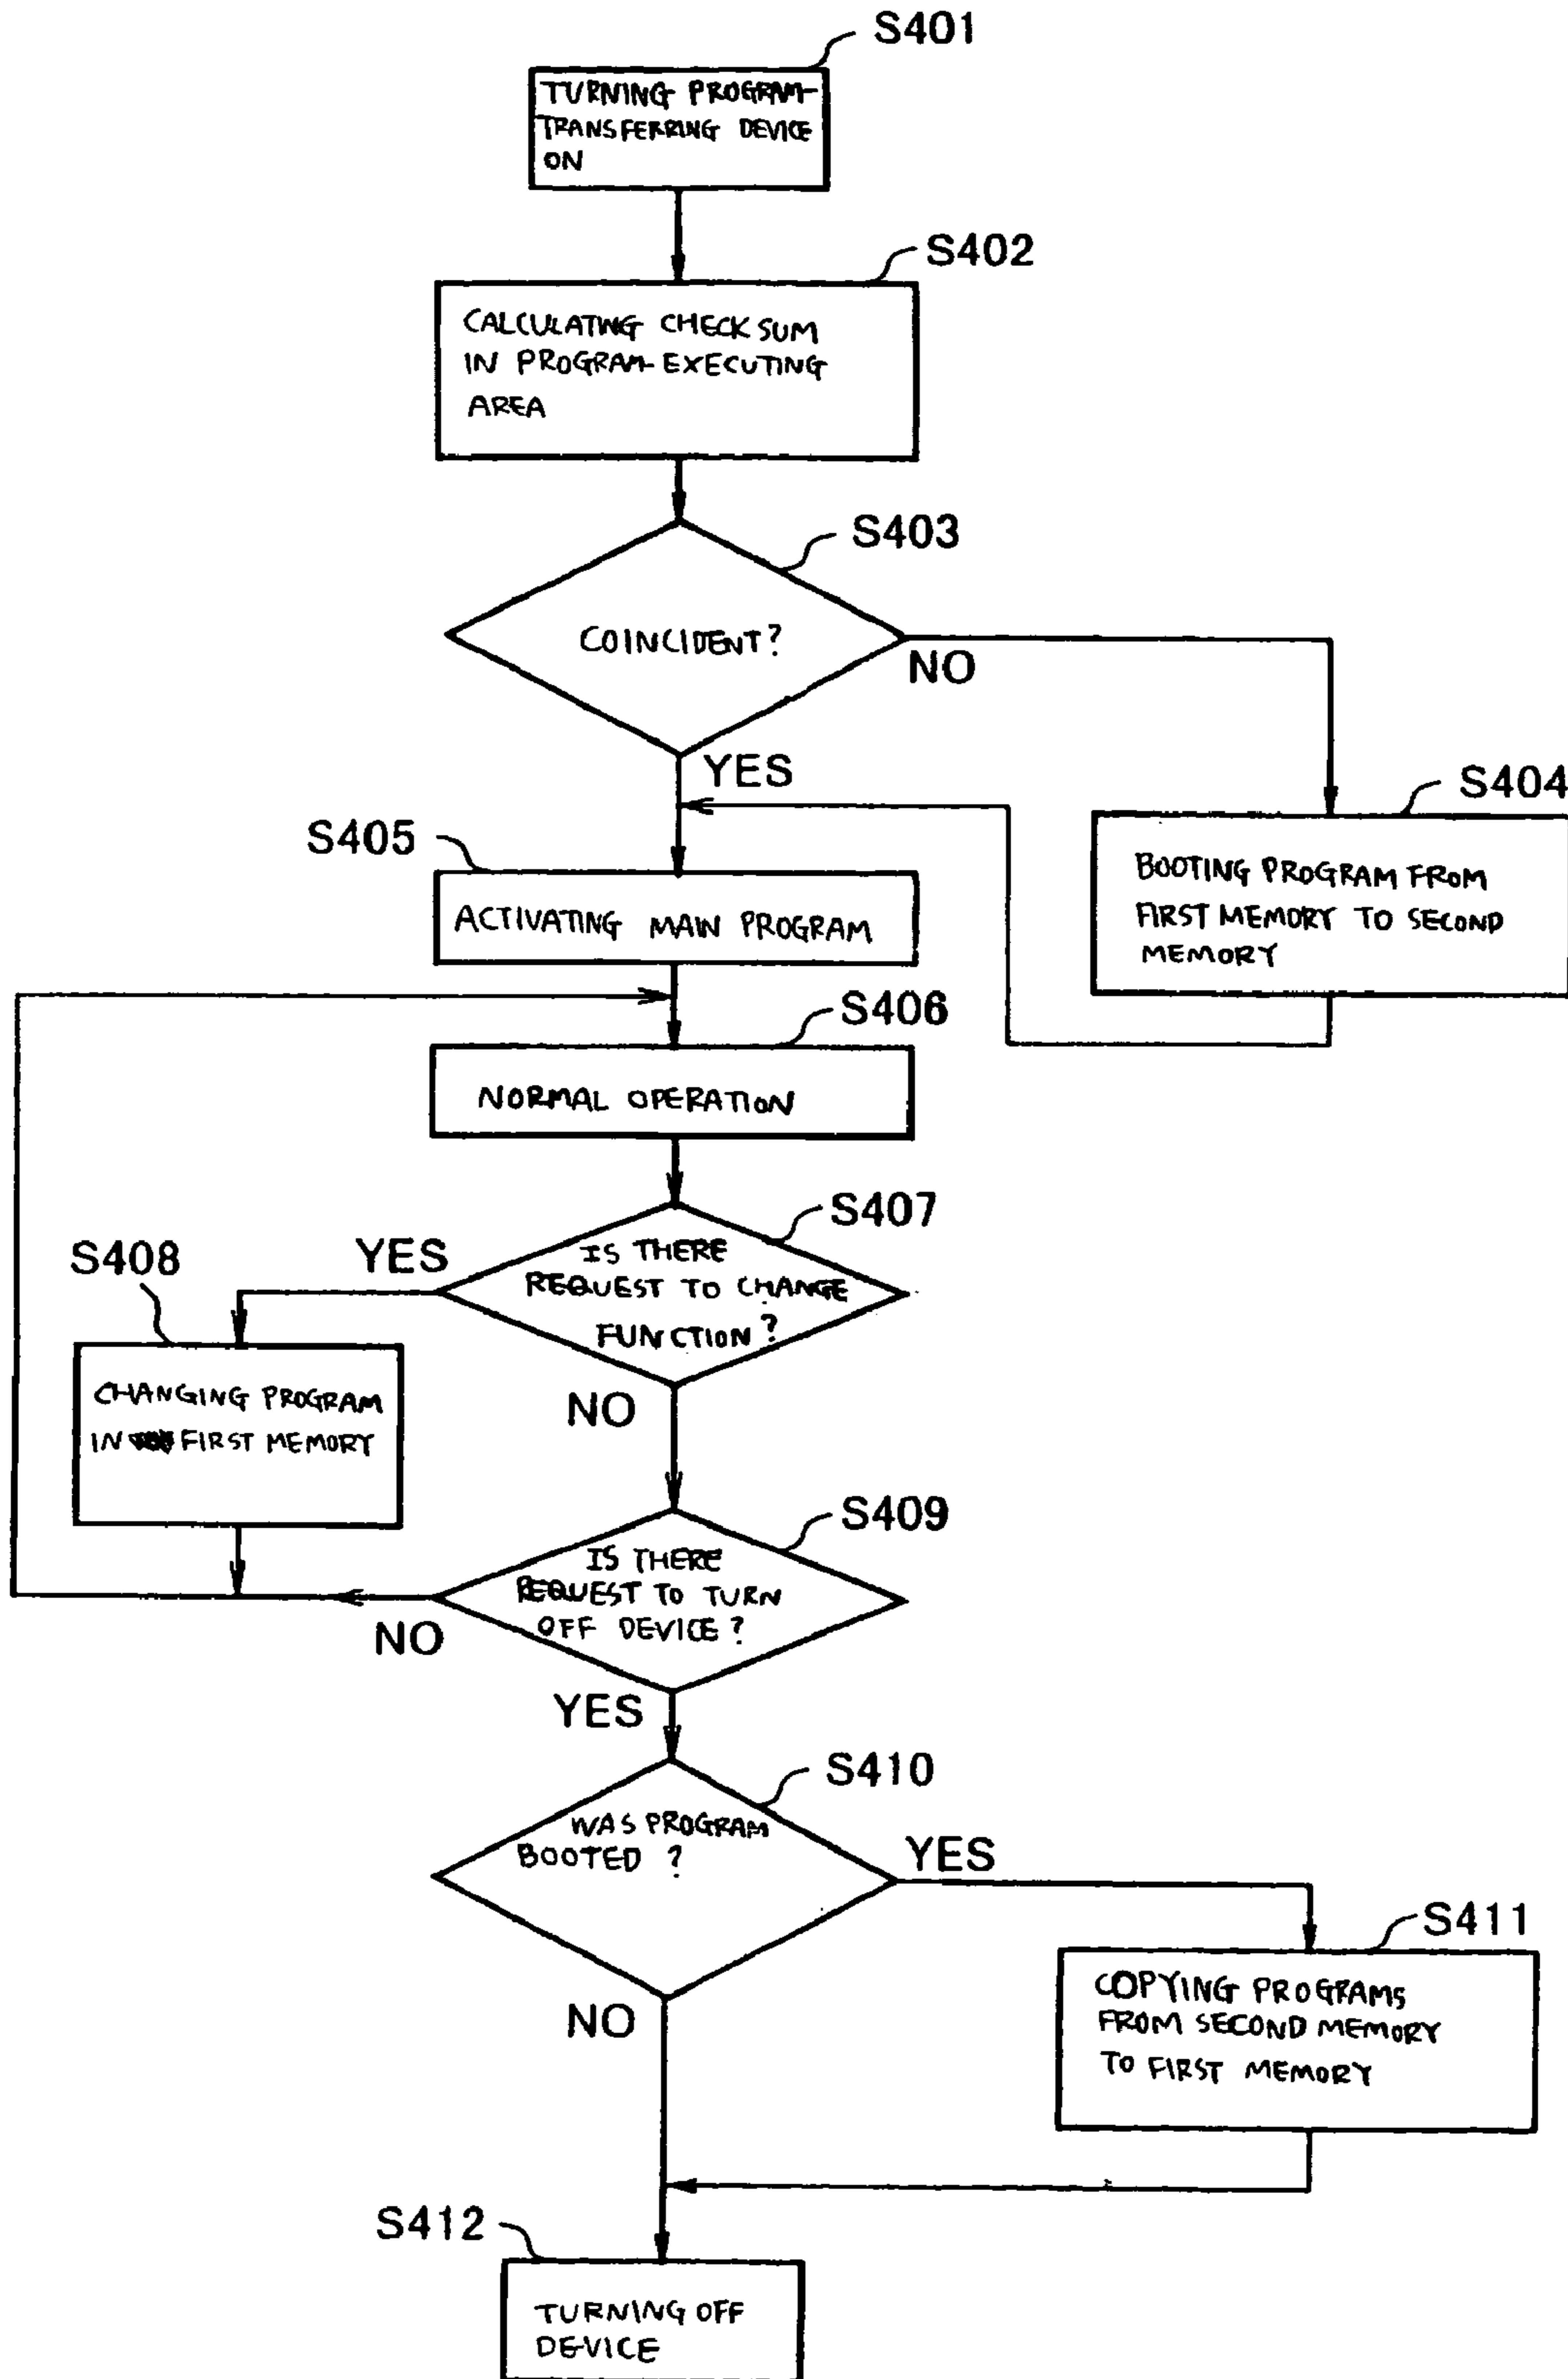 S401
TURNING PROGRAM-
TRANSFERRING DEVICE
ON
S402
CALCULATING CHECK SUM
IN PROGRAM-EXECUTING
AREA
S403
COINCIDENT?
NO
YES
S404
BOOTING PROGRAM FROM
FIRST MEMORY TO SECOND
MEMORY
S405
ACTIVATING MAIN PROGRAM
S406
NORMAL OPERATION
S407
IS THERE
REQUEST TO CHANGE
FUNCTION?
YES
NO
S408
CHANGING PROGRAM
IN FIRST MEMORY
S409
IS THERE
REQUEST TO TURN
OFF DEVICE?
NO
YES
S410
WAS PROGRAM
BOOTED ?
YES
NO
S411
COPYING PROGRAMS
FROM SECOND MEMORY
TO FIRST MEMORY
S412
TURNING OFF
DEVICE